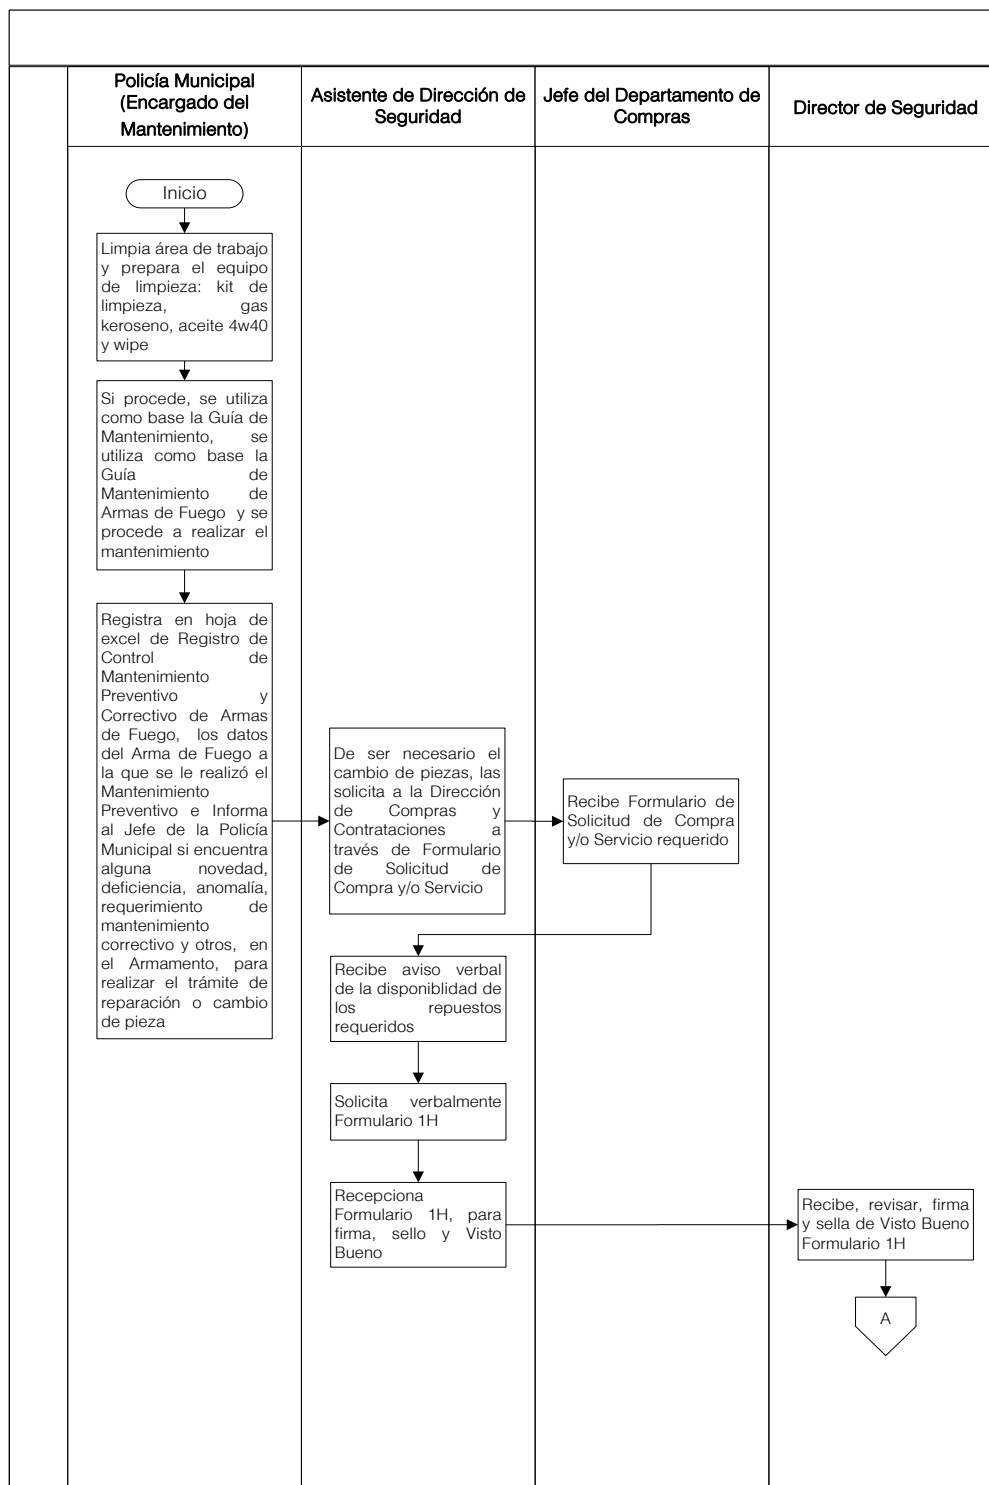 Policía Municipal
(Encargado del
Mantenimiento)
Asistente de Dirección de
Seguridad
Jefe del Departamento de
Compras
Director de Seguridad
Inicio
Limpia área de trabajo
y prepara el equipo
de limpieza: kit de
limpieza, gas
keroseno, aceite 4w40
y wipe
Si procede, se utiliza
como base la Guía de
Mantenimiento, se
utiliza como base la
Guía de
Mantenimiento de
Armas de Fuego y se
procede a realizar el
mantenimiento
Registra en hoja de
excel de Registro de
Control de
Mantenimiento
Preventivo y
Correctivo de Armas
de Fuego, los datos
del Arma de Fuego a
la que se le realizó el
Mantenimiento
Preventivo e Informa
al Jefe de la Policía
Municipal si encuentra
alguna novedad,
deficiencia, anomalía,
requerimiento de
mantenimiento
correctivo y otros, en
el Armamento, para
realizar el trámite de
reparación o cambio
de pieza
De ser necesario el
cambio de piezas, las
solicita a la Dirección
de Compras y
Contrataciones a
través de Formulario
de Solicitud de
Compra y/o Servicio
Recibe Formulario de
Solicitud de Compra
y/o Servicio requerido
Recibe aviso verbal
de la disponiblidad de
los repuestos
requeridos
Solicita verbalmente
Formulario 1H
Recepciona
Formulario 1H, para
firma, sello y Visto
Bueno
Recibe, revisar, firma
y sella de Visto Bueno
Formulario 1H
A